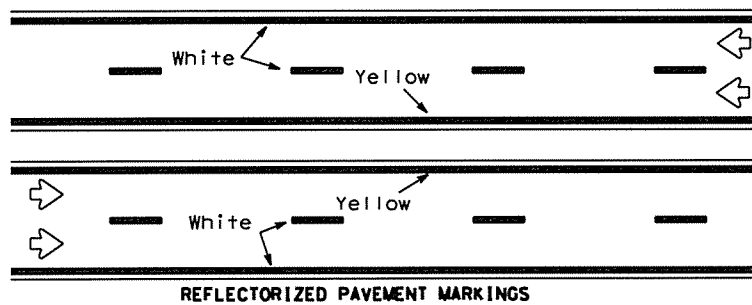 White
Yellow
Yellow
White
REFLECTORIZED PAVEMENT MARKINGS